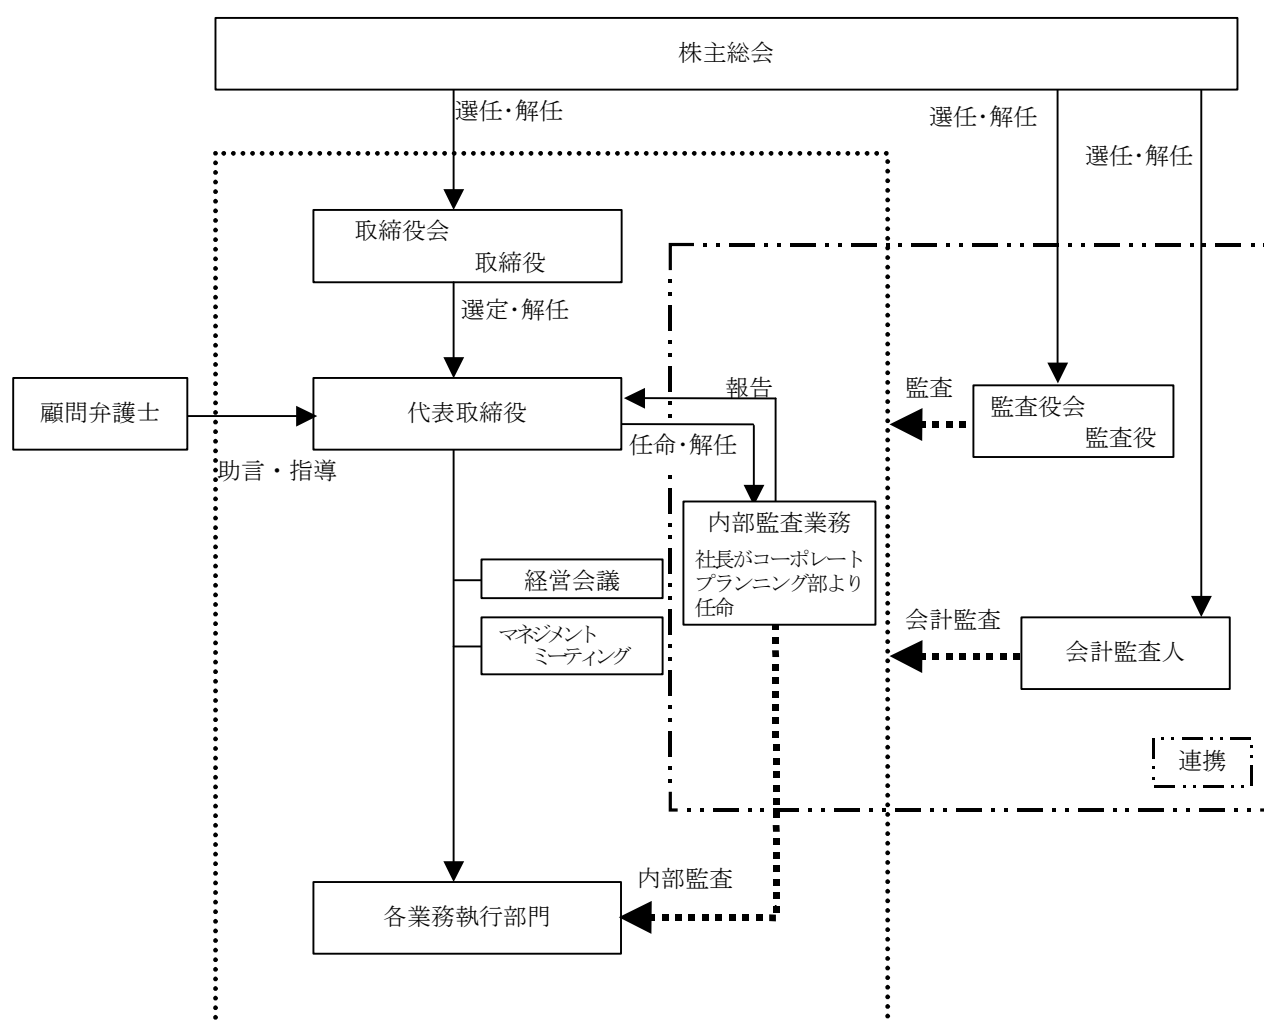 株主総会
選任・解任
選任・解任
選任・解任
取締役会
取締役
選定・解任
顧問弁護士
代表取締役
報告
監査
監査役会
監査役
任命・解任
助言・指導
内部監査業務
社長がコーポレート
プランニング部より
任命
経営会議
マネジメント
ミーティング
会計監査
会計監査人
連携
内部監査
各業務執行部門